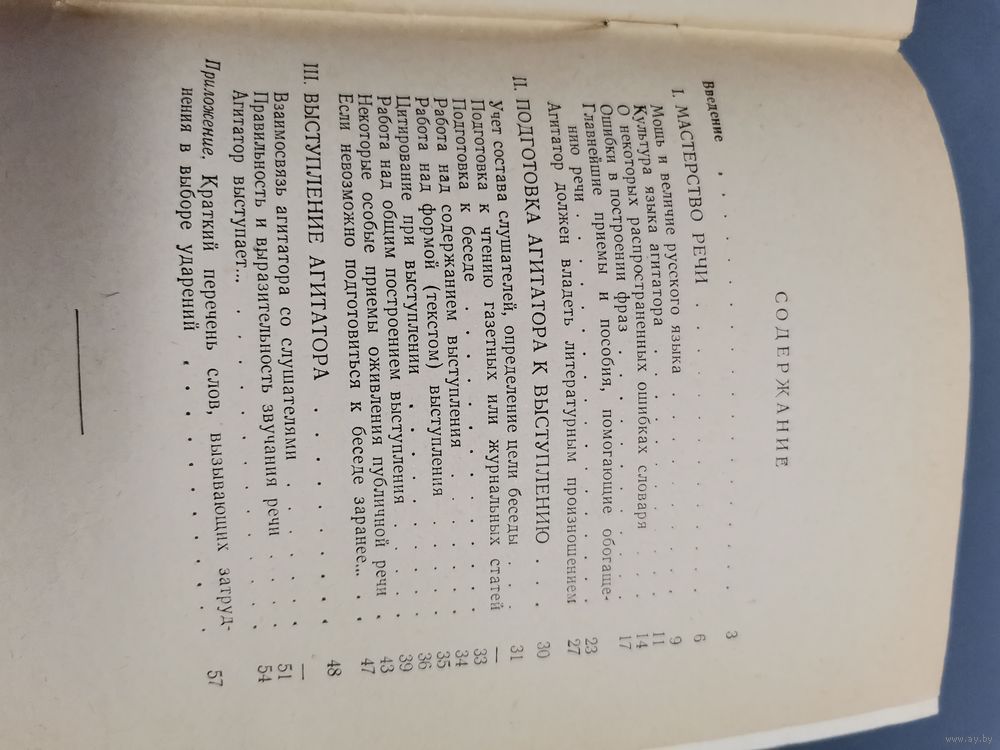 СОДЕРЖАНИЕ
Введение . . . . . . . . . . . . . . . . 3
I. МАСТЕРСТВО РЕЧИ . . . . . . . . . . 6
Мощь и величие русского языка . . . . . . . 9
Культура языка агитатора . . . . . . . . . 11
О некоторых распространенных ошибках словаря . . 14
Ошибки в построении фраз . . . . . . . . . 17
Главнейшие приемы и пособия, помогающие обогаще-
нию речи . . . . . . . . . . . . . 23
Агитатор должен владеть литературным произношением 27
II. ПОДГОТОВКА АГИТАТОРА К ВЫСТУПЛЕНИЮ . . 30
Учет состава слушателей, определение цели беседы . . . 31
Подготовка к чтению газетных или журнальных статей —
Подготовка к беседе . . . . . . . . . . 33
Работа над содержанием выступления . . . . . 34
Работа над формой (текстом) выступления . . . . 35
Цитирование при выступлении . . . . . . . 36
Работа над общим построением выступления . . . . 39
Некоторые особые приемы оживления публичной речи . 43
Если невозможно подготовиться к беседе заранее... . . 47
III. ВЫСТУПЛЕНИЕ АГИТАТОРА . . . . . . . 48
Взаимосвязь агитатора со слушателями . . . . . . —
Правильность и выразительность звучания речи . . . 51
Агитатор выступает... . . . . . . . . . . 54
Приложение. Краткий перечень слов, вызывающих затруд-
нения в выборе ударений . . . . . . . . . 57
www.ay.by